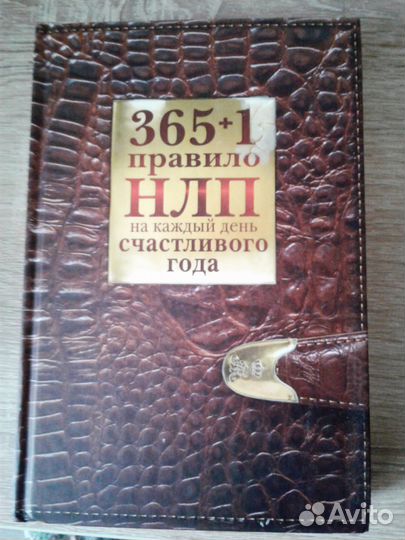 365+1
правило
НЛП
на каждый день
счастливого
года
Avito